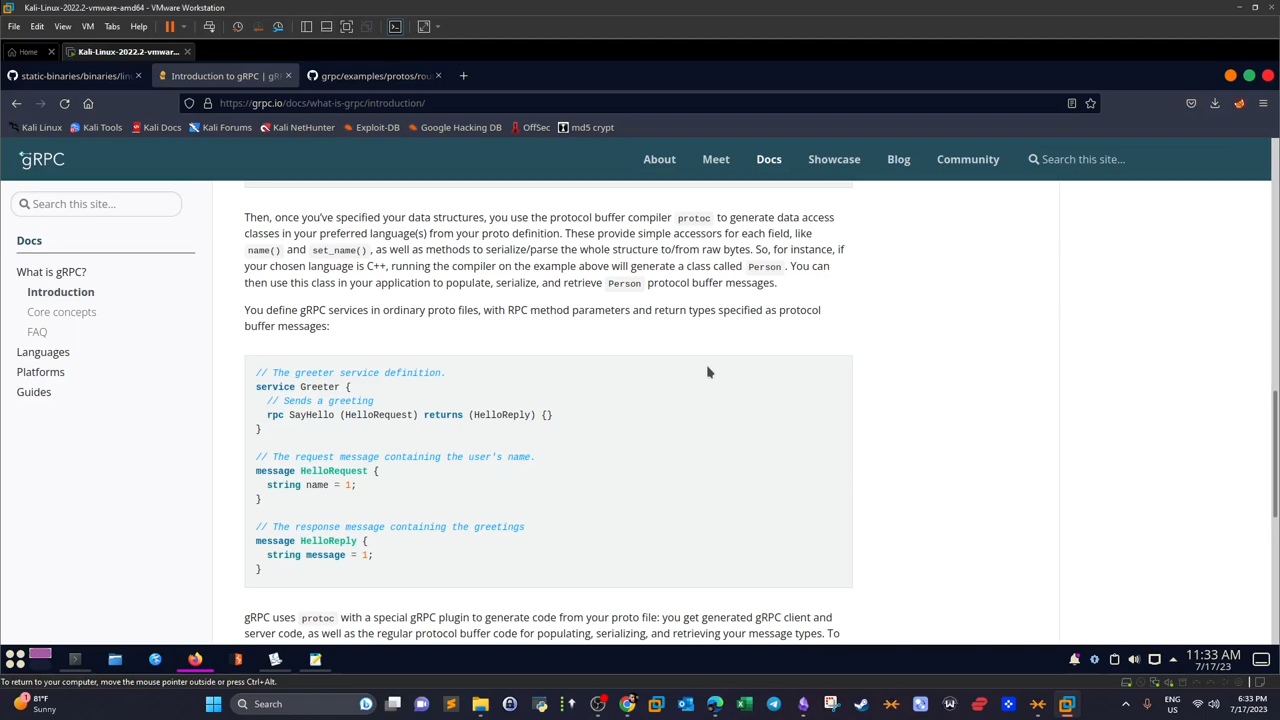 Kali-Linux-2022.2-vmware-amd64 - VMware Workstation
File Edit View VM Tabs Help
Home Kali-Linux-2022.2-vmwar...
static-binaries/binaries/lin Introduction to gRPC | gR grpc/examples/protos/rou
https://grpc.io/docs/what-is-grpc/introduction/
Kali Linux Kali Tools Kali Docs Kali Forums Kali NetHunter Exploit-DB Google Hacking DB OffSec md5 crypt
gRPC About Meet Docs Showcase Blog Community Search this site...
Search this site...
Docs
What is gRPC?
Introduction
Core concepts
FAQ
Languages
Platforms
Guides
Then, once you've specified your data structures, you use the protocol buffer compiler protoc to generate data access
classes in your preferred language(s) from your proto definition. These provide simple accessors for each field, like
name() and set_name() , as well as methods to serialize/parse the whole structure to/from raw bytes. So, for instance, if
your chosen language is C++, running the compiler on the example above will generate a class called Person . You can
then use this class in your application to populate, serialize, and retrieve Person protocol buffer messages.
You define gRPC services in ordinary proto files, with RPC method parameters and return types specified as protocol
buffer messages:
// The greeter service definition.
service Greeter {
// Sends a greeting
rpc SayHello (HelloRequest) returns (HelloReply) {}
}
// The request message containing the user's name.
message HelloRequest {
string name = 1;
}
// The response message containing the greetings
message HelloReply {
string message = 1;
}
gRPC uses protoc with a special gRPC plugin to generate code from your proto file: you get generated gRPC client and
server code, as well as the regular protocol buffer code for populating, serializing, and retrieving your message types. To
11:33 AM
7/17/23
To return to your computer, move the mouse pointer outside or press Ctrl+Alt.
81°F
Sunny
Search
ENG
US
6:33 PM
7/17/2023